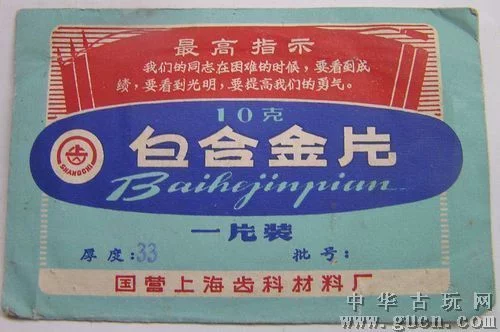 最高指示
我们的同志在困难的时候，要看到成
绩，要看到光明，要提高我们的勇气。
10克
白合金片
Baihejinpian
SHANGCHI
一片装
厚度：33 批号：
国营上海齿科材料厂
中华古玩网
www.gucn.com